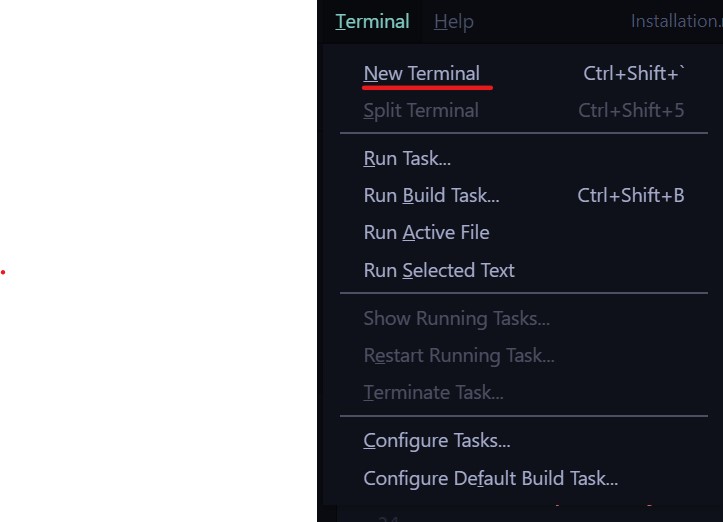 Terminal Help Installation.
New Terminal Ctrl+Shift+`
Split Terminal Ctrl+Shift+5
Run Task...
Run Build Task... Ctrl+Shift+B
Run Active File
Run Selected Text
Show Running Tasks...
Restart Running Task...
Terminate Task...
Configure Tasks...
Configure Default Build Task...